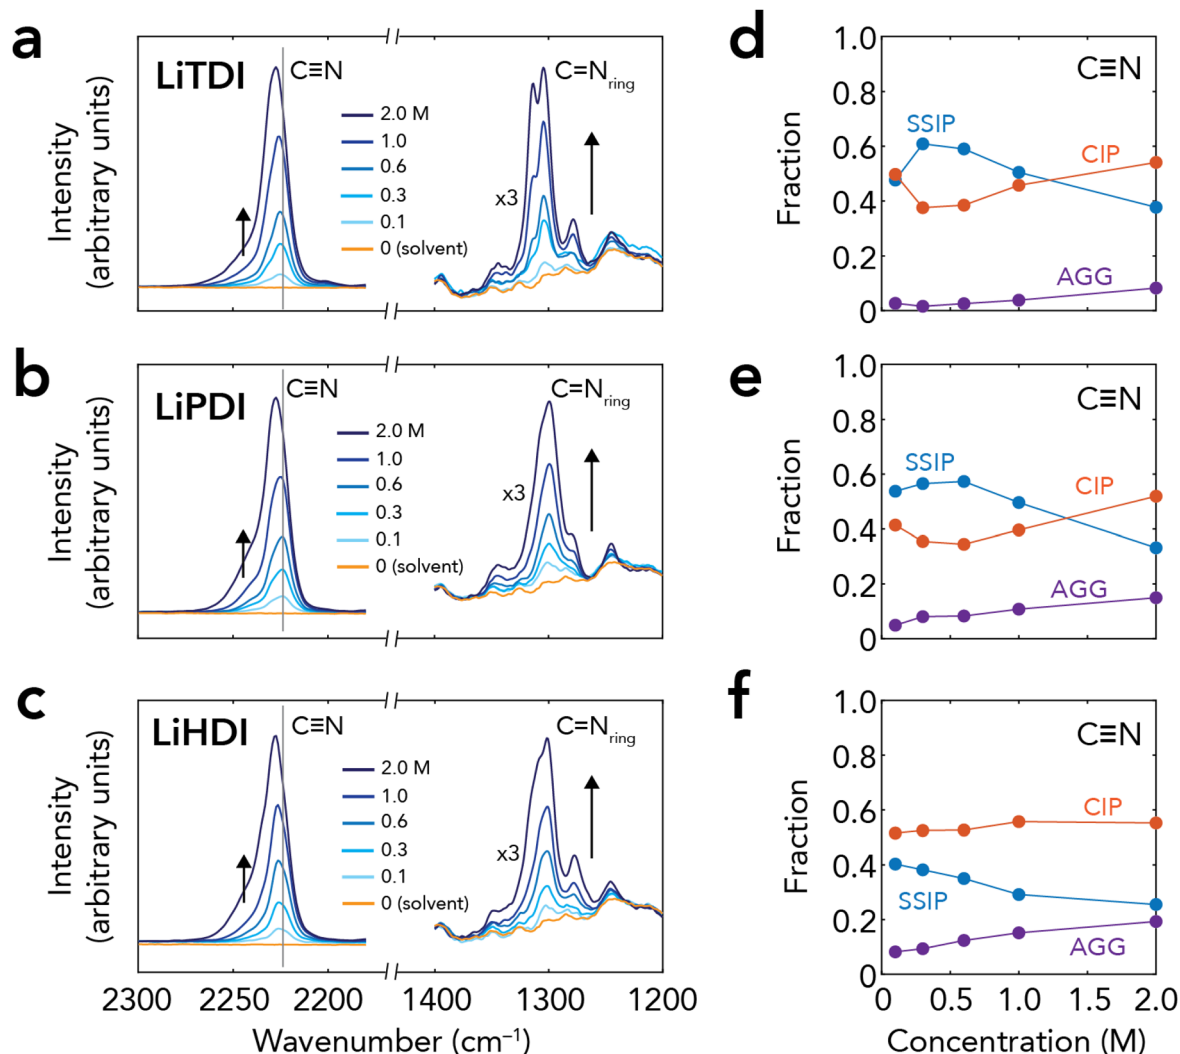 a
Intensity
(arbitrary units)
LiTDI
C≡N
2.0 M
1.0
0.6
0.3
0.1
0 (solvent)
C=Nring
x3
b
Intensity
(arbitrary units)
LiPDI
C≡N
2.0 M
1.0
0.6
0.3
0.1
0 (solvent)
C=Nring
x3
c
Intensity
(arbitrary units)
LiHDI
C≡N
2.0 M
1.0
0.6
0.3
0.1
0 (solvent)
C=Nring
x3
2300 2250 2200 1400 1300 1200
Wavenumber (cm⁻¹)
d
Fraction
1.0
0.8
0.6
0.4
0.2
0
C≡N
SSIP
CIP
AGG
e
Fraction
1.0
0.8
0.6
0.4
0.2
0
C≡N
SSIP
CIP
AGG
f
Fraction
1.0
0.8
0.6
0.4
0.2
0
C≡N
CIP
SSIP
AGG
0 0.5 1.0 1.5 2.0
Concentration (M)